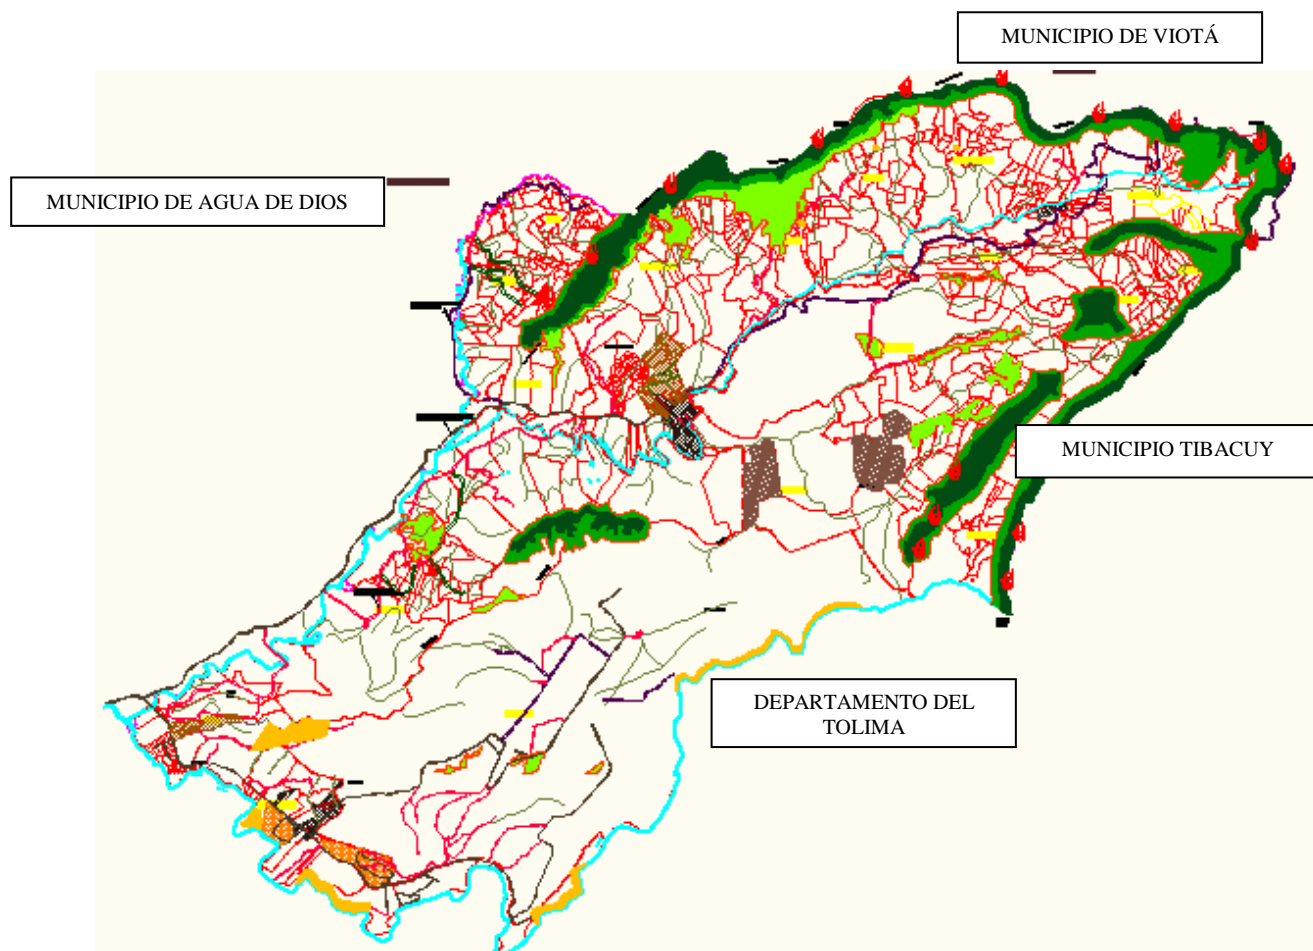 MUNICIPIO DE VIOTÁ
MUNICIPIO DE AGUA DE DIOS
MUNICIPIO TIBACUY
DEPARTAMENTO DEL
TOLIMA